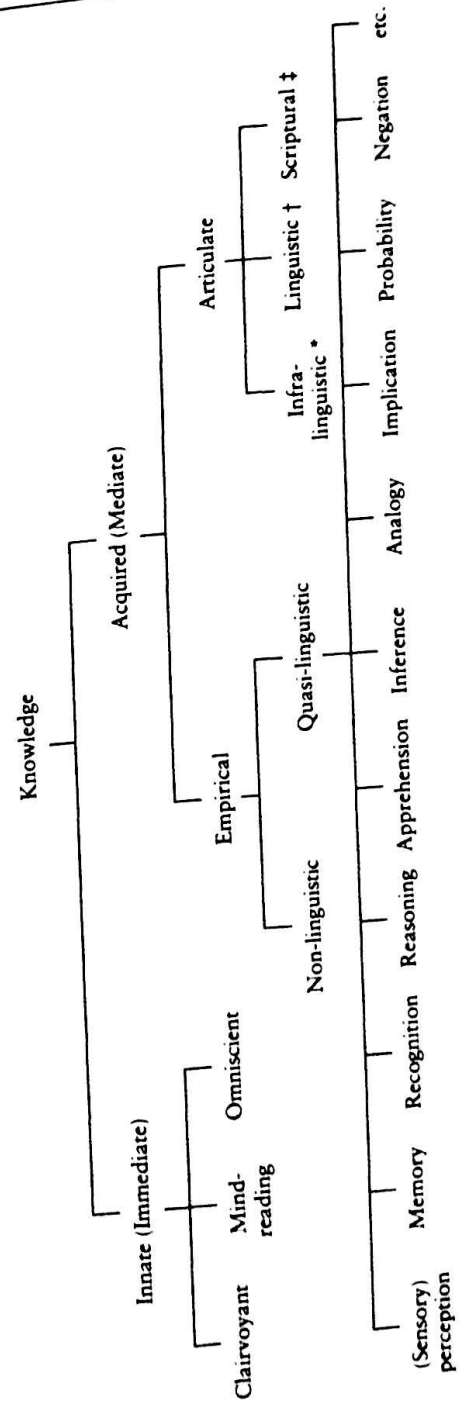 Knowledge
Innate (Immediate)
Acquired (Mediate)
Clairvoyant
Mind-
reading
Omniscient
Empirical
Articulate
Non-linguistic
Quasi-linguistic
Infra-
linguistic *
Linguistic †
Scriptural ‡
(Sensory)
perception
Memory
Recognition
Reasoning
Apprehension
Inference
Analogy
Implication
Probability
Negation
etc.